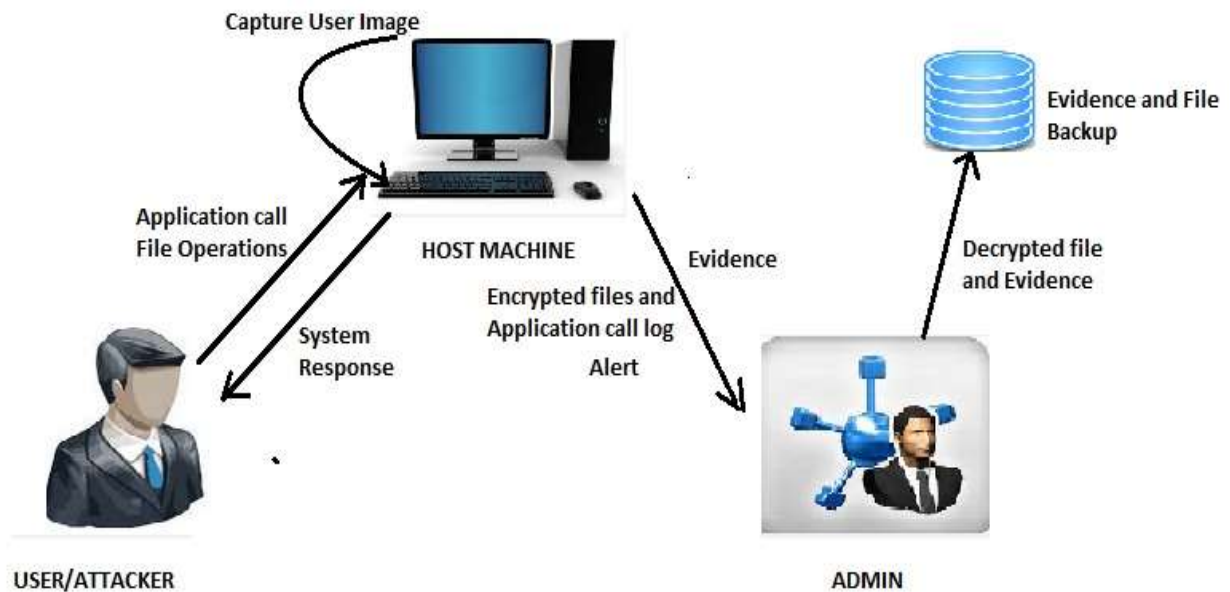 Capture User Image
Evidence and File
Backup
Application call
File Operations
HOST MACHINE
Evidence
Decrypted file
and Evidence
Encrypted files and
Application call log
Alert
System
Response
USER/ATTACKER
ADMIN